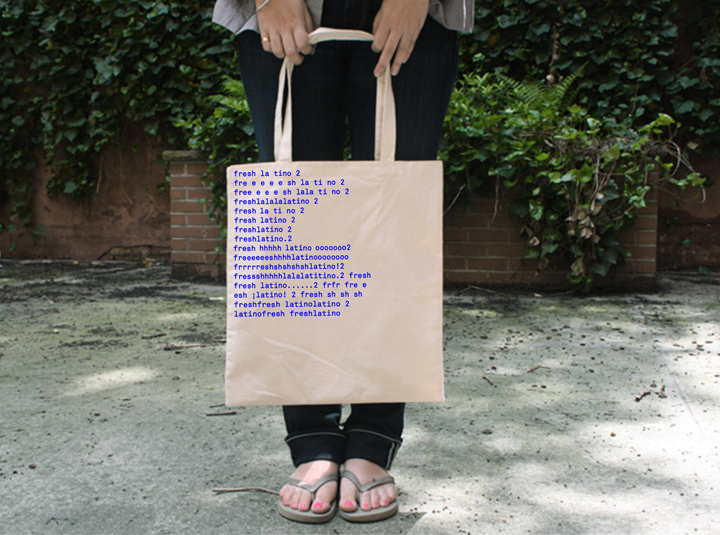 fresh la tino 2
fre e e e e sh la ti no 2
free e e e sh lala ti no 2
freshlalalalatino 2
fresh la ti no 2
fresh latino 2
freshlatino 2
freshlatino.2
fresh hhhhh latino ooooooo2
freeeeeeshhhhlatinoooooooo
frrrrreshshshshshlatino!2
fressshhhhhlalalatitino.2 fresh
fresh latino......2 frfr fre e
esh ¡latino! 2 fresh sh sh sh
freshfresh latinolatino 2
latinofresh freshlatino